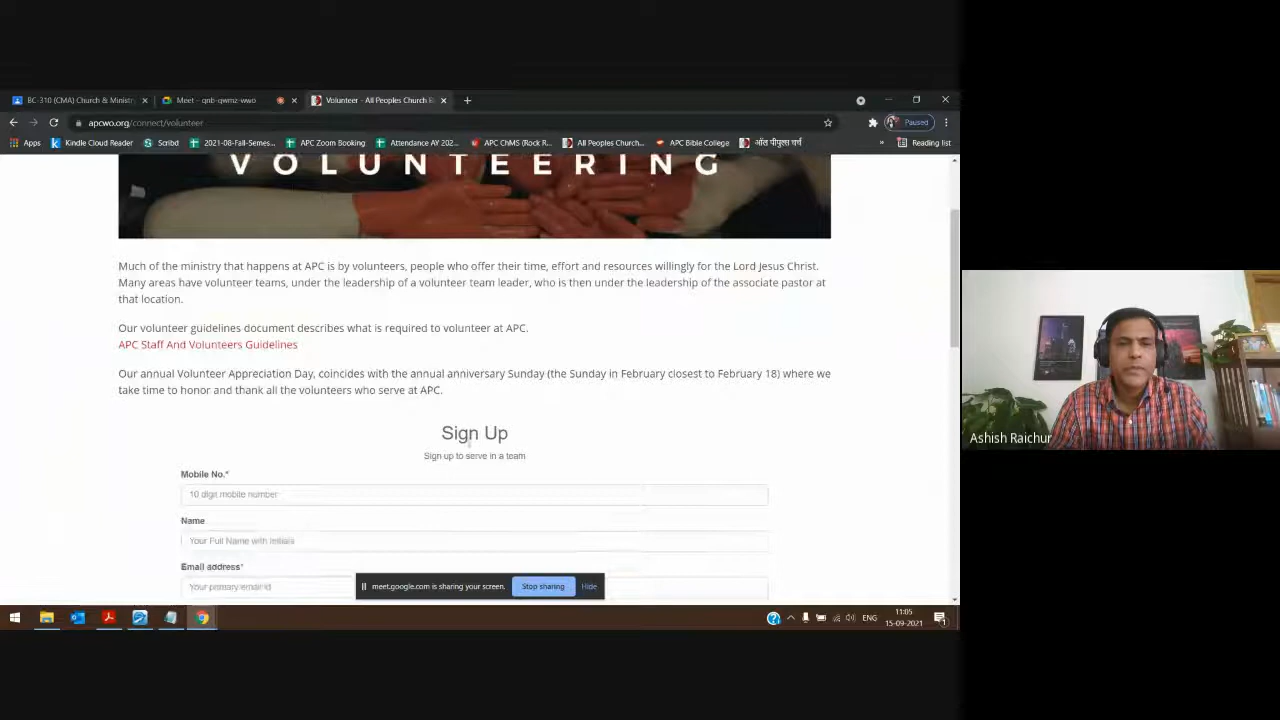 BC-310 (CMA) Church & Ministr
Meet – qnb-qwmz-wwo
Volunteer - All Peoples Church B
apcwo.org/connect/volunteer
Paused
Apps
Kindle Cloud Reader
Scribd
2021-08-Fall-Semes...
APC Zoom Booking
Attendance AY 202...
APC ChMS (Rock R...
All Peoples Church...
APC Bible College
ऑल पीपुल्स चर्च
»
Reading list
VOLUNTEERING
Much of the ministry that happens at APC is by volunteers, people who offer their time, effort and resources willingly for the Lord Jesus Christ.
Many areas have volunteer teams, under the leadership of a volunteer team leader, who is then under the leadership of the associate pastor at
that location.
Our volunteer guidelines document describes what is required to volunteer at APC.
APC Staff And Volunteers Guidelines
Our annual Volunteer Appreciation Day, coincides with the annual anniversary Sunday (the Sunday in February closest to February 18) where we
take time to honor and thank all the volunteers who serve at APC.
Sign Up
Sign up to serve in a team
Mobile No.*
10 digit mobile number
Name
Your Full Name with initials
Email address*
Your primary email id
meet.google.com is sharing your screen.
Stop sharing
Hide
ENG
11:05
15-09-2021
Ashish Raichur